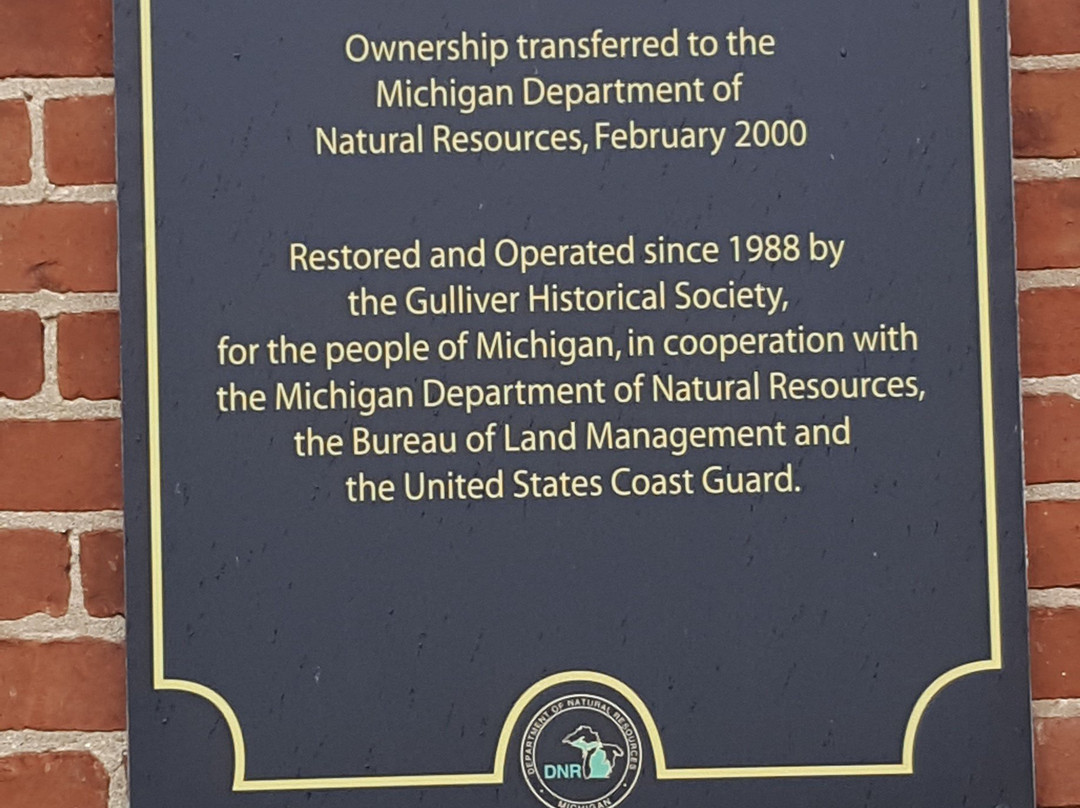 Ownership transferred to the
Michigan Department of
Natural Resources, February 2000
Restored and Operated since 1988 by
the Gulliver Historical Society,
for the people of Michigan, in cooperation with
the Michigan Department of Natural Resources,
the Bureau of Land Management and
the United States Coast Guard.
DEPARTMENT OF NATURAL RESOURCES
DNR
MICHIGAN